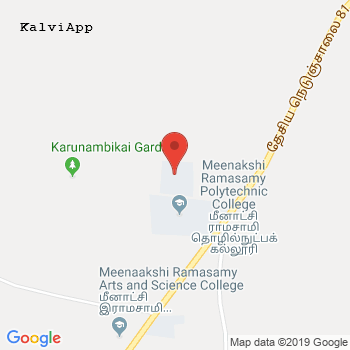 KalviApp
தேசிய நெடுஞ்சாலை 81
Karunambikai Gard
Meenakshi
Ramasamy
Polytechnic
College
மீனாட்சி
ராமசாமி
தொழில்நுட்பக்
கல்லூரி
Meenaakshi Ramasamy
Arts and Science College
மீனாட்சி
இராமசாமி...
Google
Map data ©2019 Google